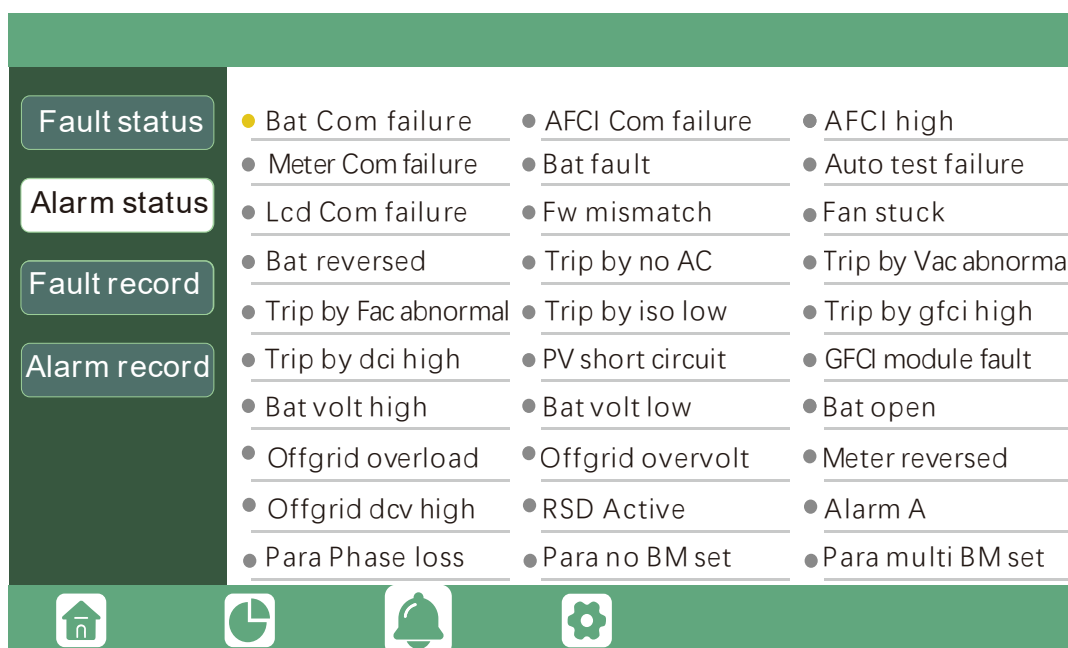 Fault status
Alarm status
Fault record
Alarm record
Bat Com failure AFCI Com failure AFCI high
Meter Com failure Bat fault Auto test failure
Lcd Com failure Fw mismatch Fan stuck
Bat reversed Trip by no AC Trip by Vac abnorma
Trip by Fac abnormal Trip by iso low Trip by gfci high
Trip by dci high PV short circuit GFCI module fault
Bat volt high Bat volt low Bat open
Offgrid overload Offgrid overvolt Meter reversed
Offgrid dcv high RSD Active Alarm A
Para Phase loss Para no BM set Para multi BM set